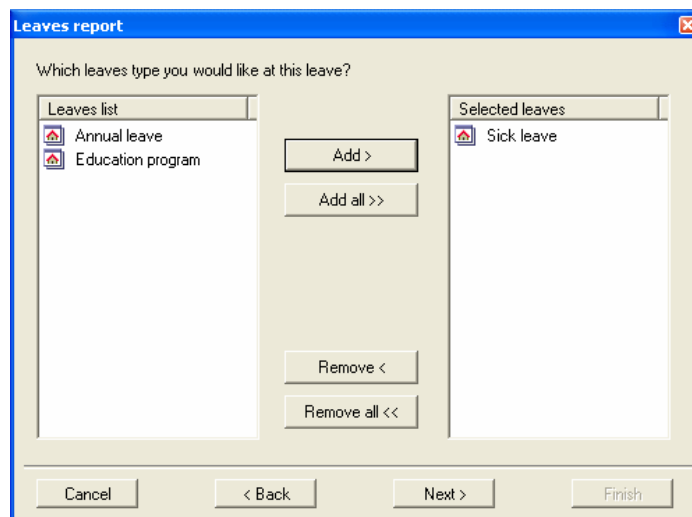 Leaves report
Which leaves type you would like at this leave?
Leaves list
Annual leave
Education program
Add >
Add all >>
Remove <
Remove all <<
Selected leaves
Sick leave
Cancel
< Back
Next >
Finish